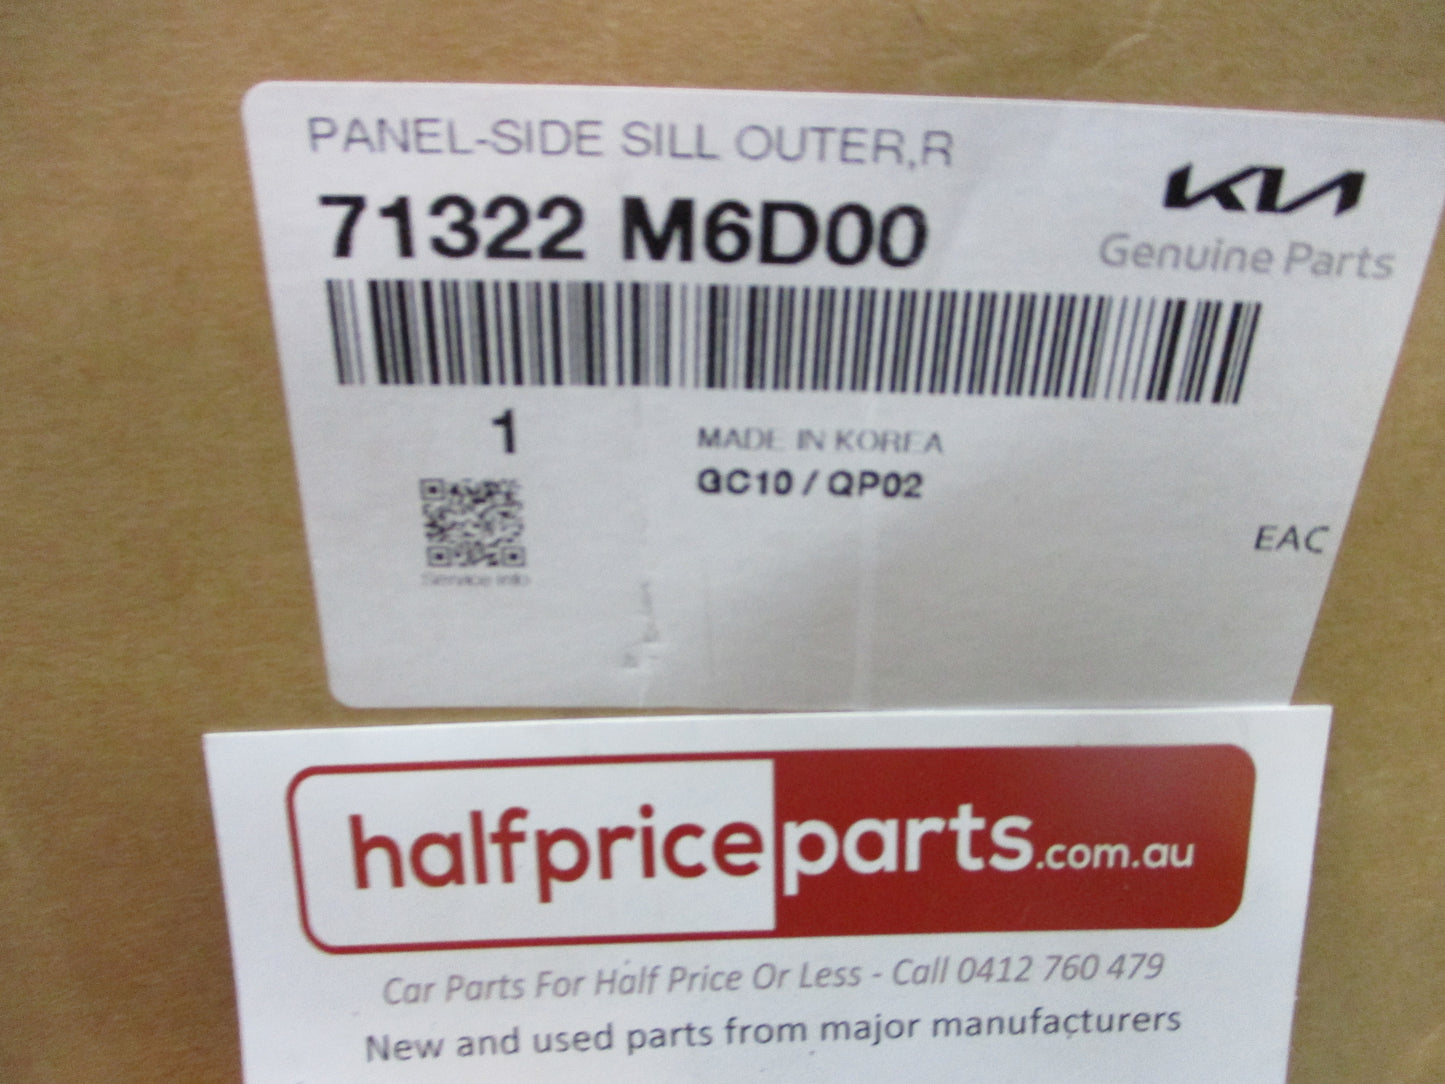 PANEL-SIDE SILL OUTER,R
71322 M6D00
KIA
Genuine Parts
1
MADE IN KOREA
GC10 / QP02
Service Info
EAC
halfpriceparts.com.au
Car Parts For Half Price Or Less - Call 0412 760 479
New and used parts from major manufacturers